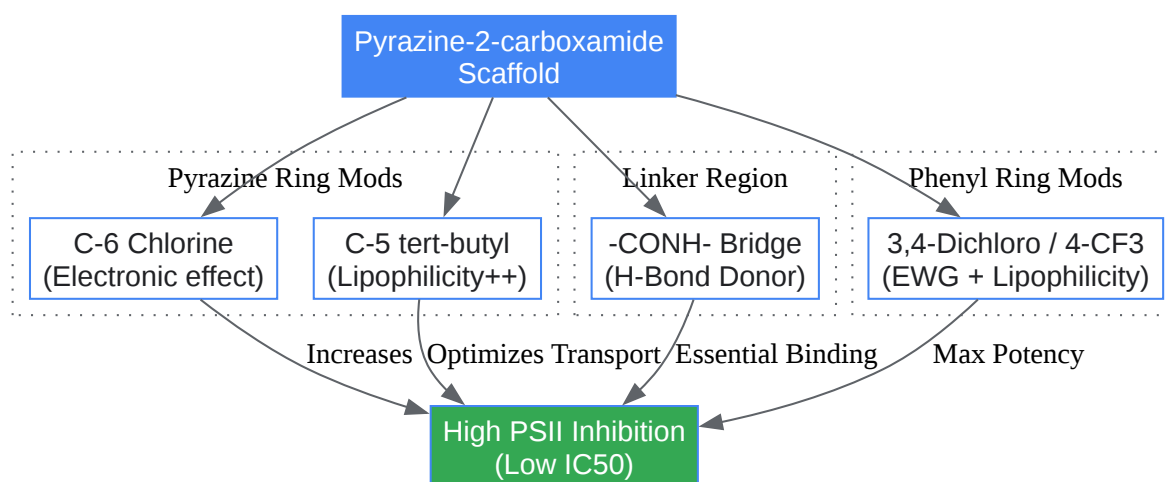 Pyrazine-2-carboxamide
Scaffold
Pyrazine Ring Mods
Linker Region
Phenyl Ring Mods
C-6 Chlorine
(Electronic effect)
C-5 tert-butyl
(Lipophilicity++)
-CONH- Bridge
(H-Bond Donor)
3,4-Dichloro / 4-CF3
(EWG + Lipophilicity)
Increases
Optimizes Transport
Essential Binding
Max Potency
High PSII Inhibition
(Low IC50)